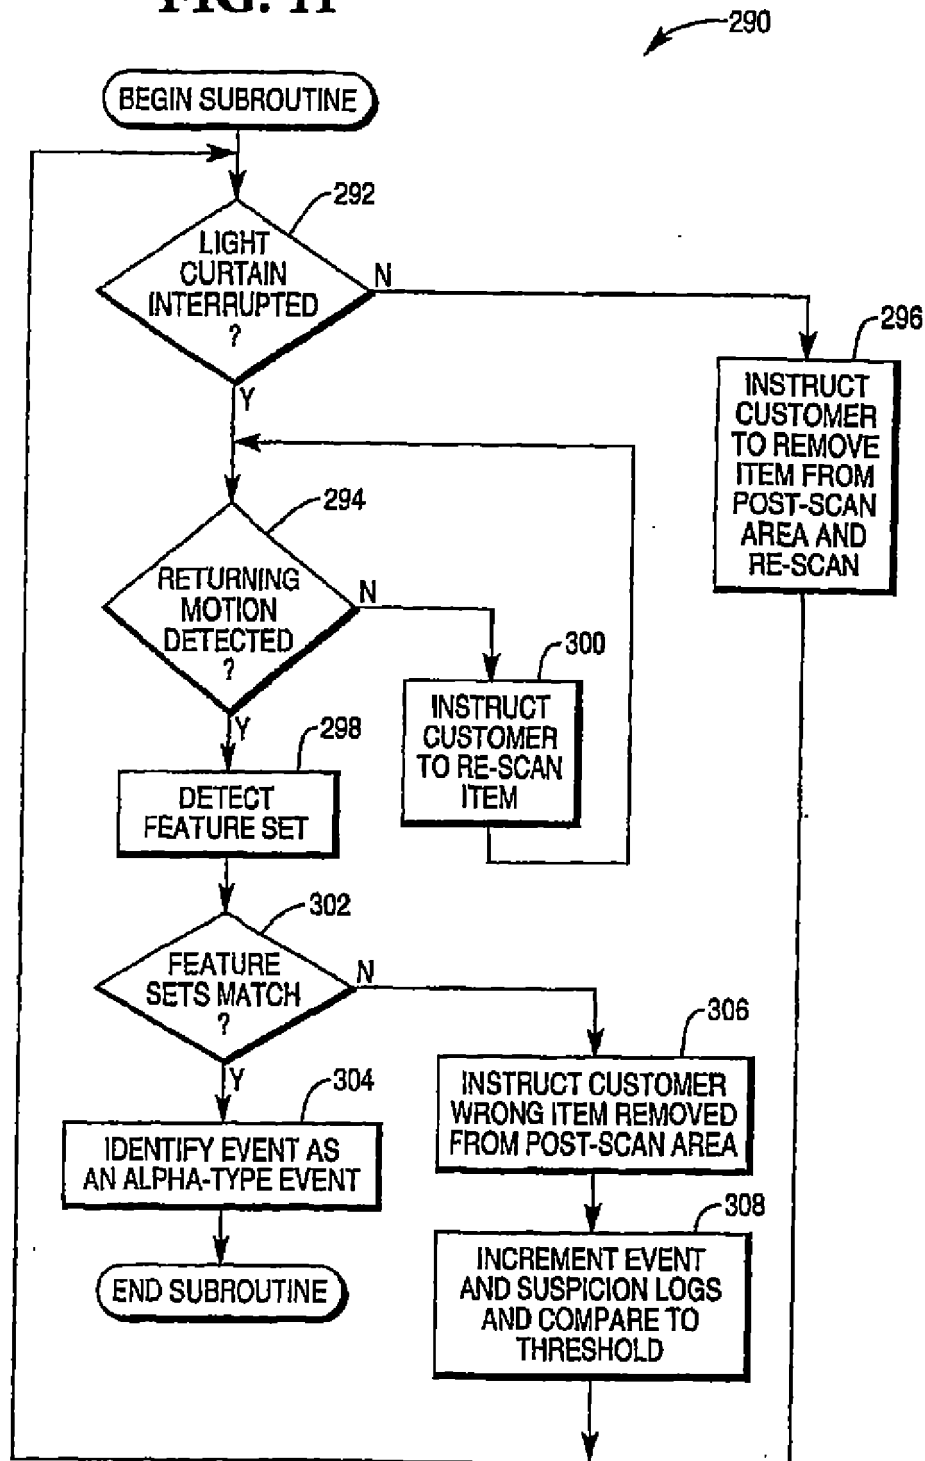 FIG. 11
290
BEGIN SUBROUTINE
292
LIGHT
CURTAIN
INTERRUPTED
?
N
Y
296
INSTRUCT
CUSTOMER
TO REMOVE
ITEM FROM
POST-SCAN
AREA AND
RE-SCAN
294
RETURNING
MOTION
DETECTED
?
N
Y
300
INSTRUCT
CUSTOMER
TO RE-SCAN
ITEM
298
DETECT
FEATURE SET
302
FEATURE
SETS MATCH
?
N
Y
304
IDENTIFY EVENT AS
AN ALPHA-TYPE EVENT
306
INSTRUCT CUSTOMER
WRONG ITEM REMOVED
FROM POST-SCAN AREA
308
INCREMENT EVENT
AND SUSPICION LOGS
AND COMPARE TO
THRESHOLD
END SUBROUTINE